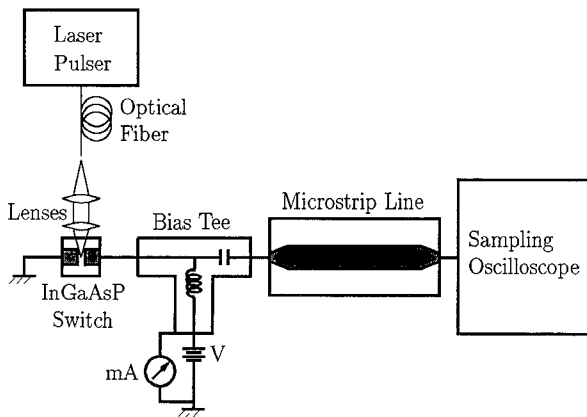 Laser
Pulser
Optical
Fiber
Lenses
Bias Tee
Microstrip Line
Sampling
Oscilloscope
InGaAsP
Switch
V
mA